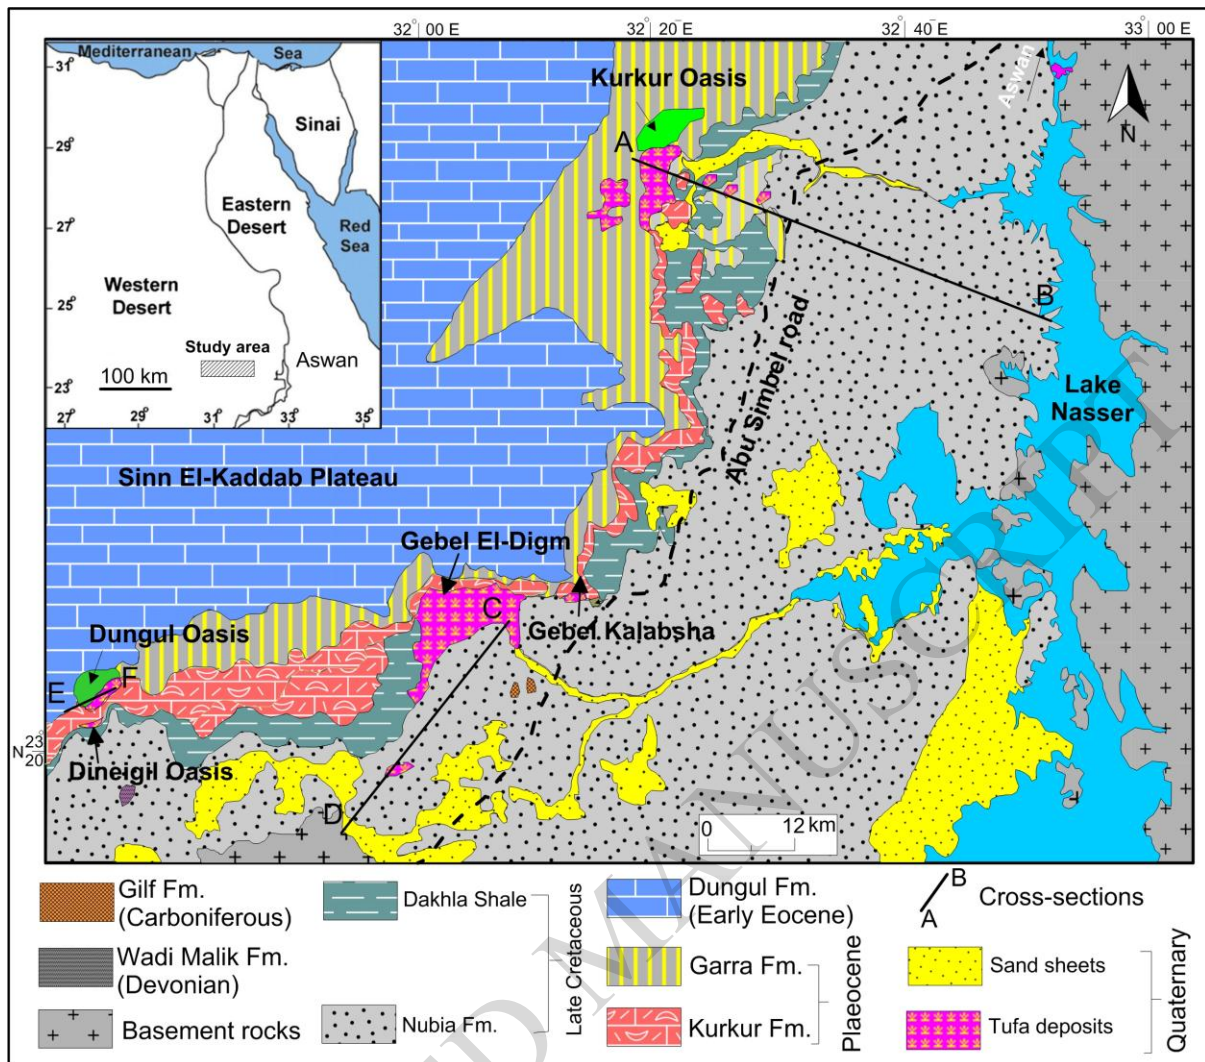 32° 00 E
32° 20 E
32° 40 E
33° 00 E
Mediterranean Sea
31°
29°
27°
25°
23°
Sinai
Eastern
Desert
Red
Sea
Western
Desert
Study area
Aswan
100 km
27°
29°
31°
33°
35°
Kurkur Oasis
A
Aswan
N
B
Abu Simbel road
Lake
Nasser
Sinn El-Kaddab Plateau
Gebel El-Digm
C
Gebel Kalabsha
Dungul Oasis
E
F
N 23°
20
Dineigil Oasis
D
0 12 km
Gilf Fm.
(Carboniferous)
Wadi Malik Fm.
(Devonian)
Basement rocks
Dakhla Shale
Nubia Fm.
Late Cretaceous
Dungul Fm.
(Early Eocene)
Garra Fm.
Kurkur Fm.
Plaeocene
B
A
Cross-sections
Sand sheets
Tufa deposits
Quaternary
ED MANUSCRIPT